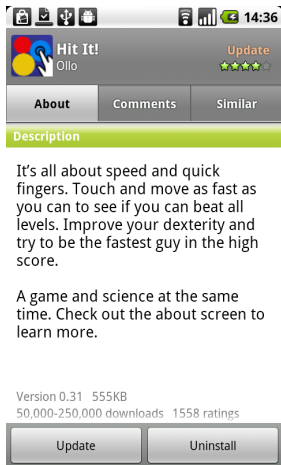 14:36
Hit It!
Ollo
Update
About
Comments
Similar
Description
It's all about speed and quick
fingers. Touch and move as fast as
you can to see if you can beat all
levels. Improve your dexterity and
try to be the fastest guy in the high
score.
A game and science at the same
time. Check out the about screen to
learn more.
Version 0.31 555KB
50,000-250,000 downloads 1558 ratings
Update
Uninstall